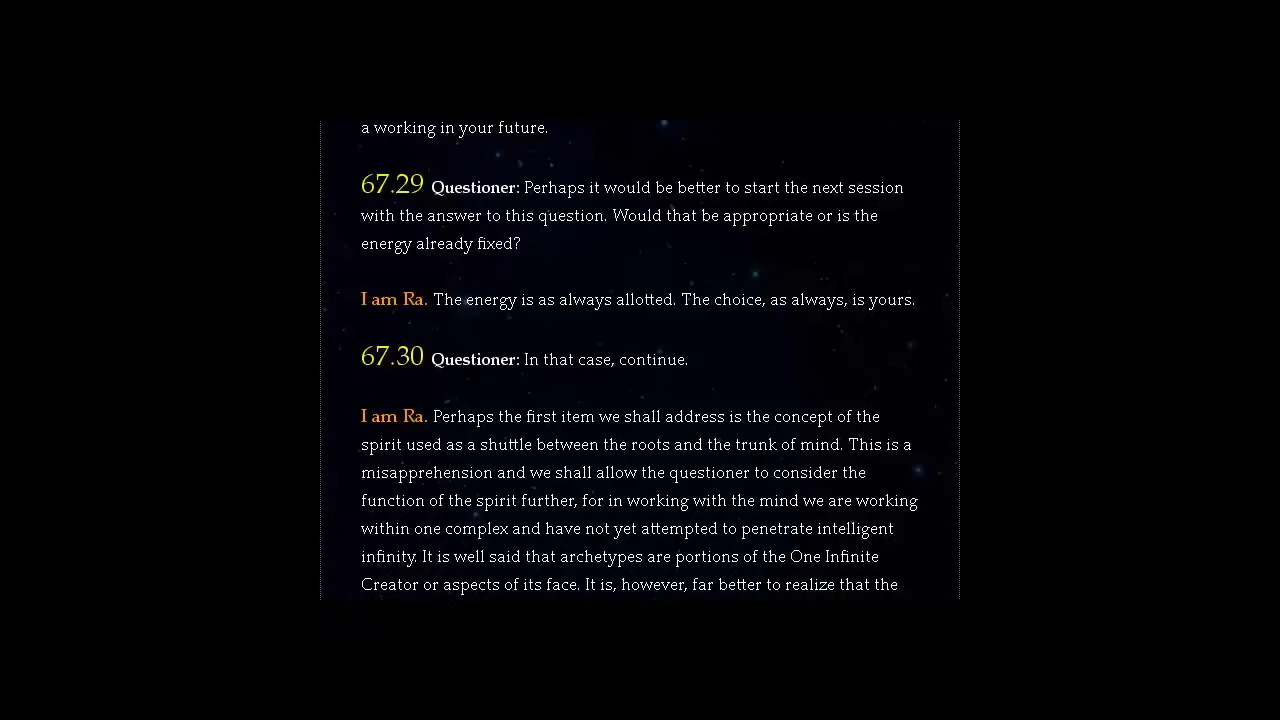 a working in your future.
67.29 Questioner: Perhaps it would be better to start the next session
with the answer to this question. Would that be appropriate or is the
energy already fixed?
I am Ra. The energy is as always allotted. The choice, as always, is yours.
67.30 Questioner: In that case, continue.
I am Ra. Perhaps the first item we shall address is the concept of the
spirit used as a shuttle between the roots and the trunk of mind. This is a
misapprehension and we shall allow the questioner to consider the
function of the spirit further, for in working with the mind we are working
within one complex and have not yet attempted to penetrate intelligent
infinity. It is well said that archetypes are portions of the One Infinite
Creator or aspects of its face. It is, however, far better to realize that the